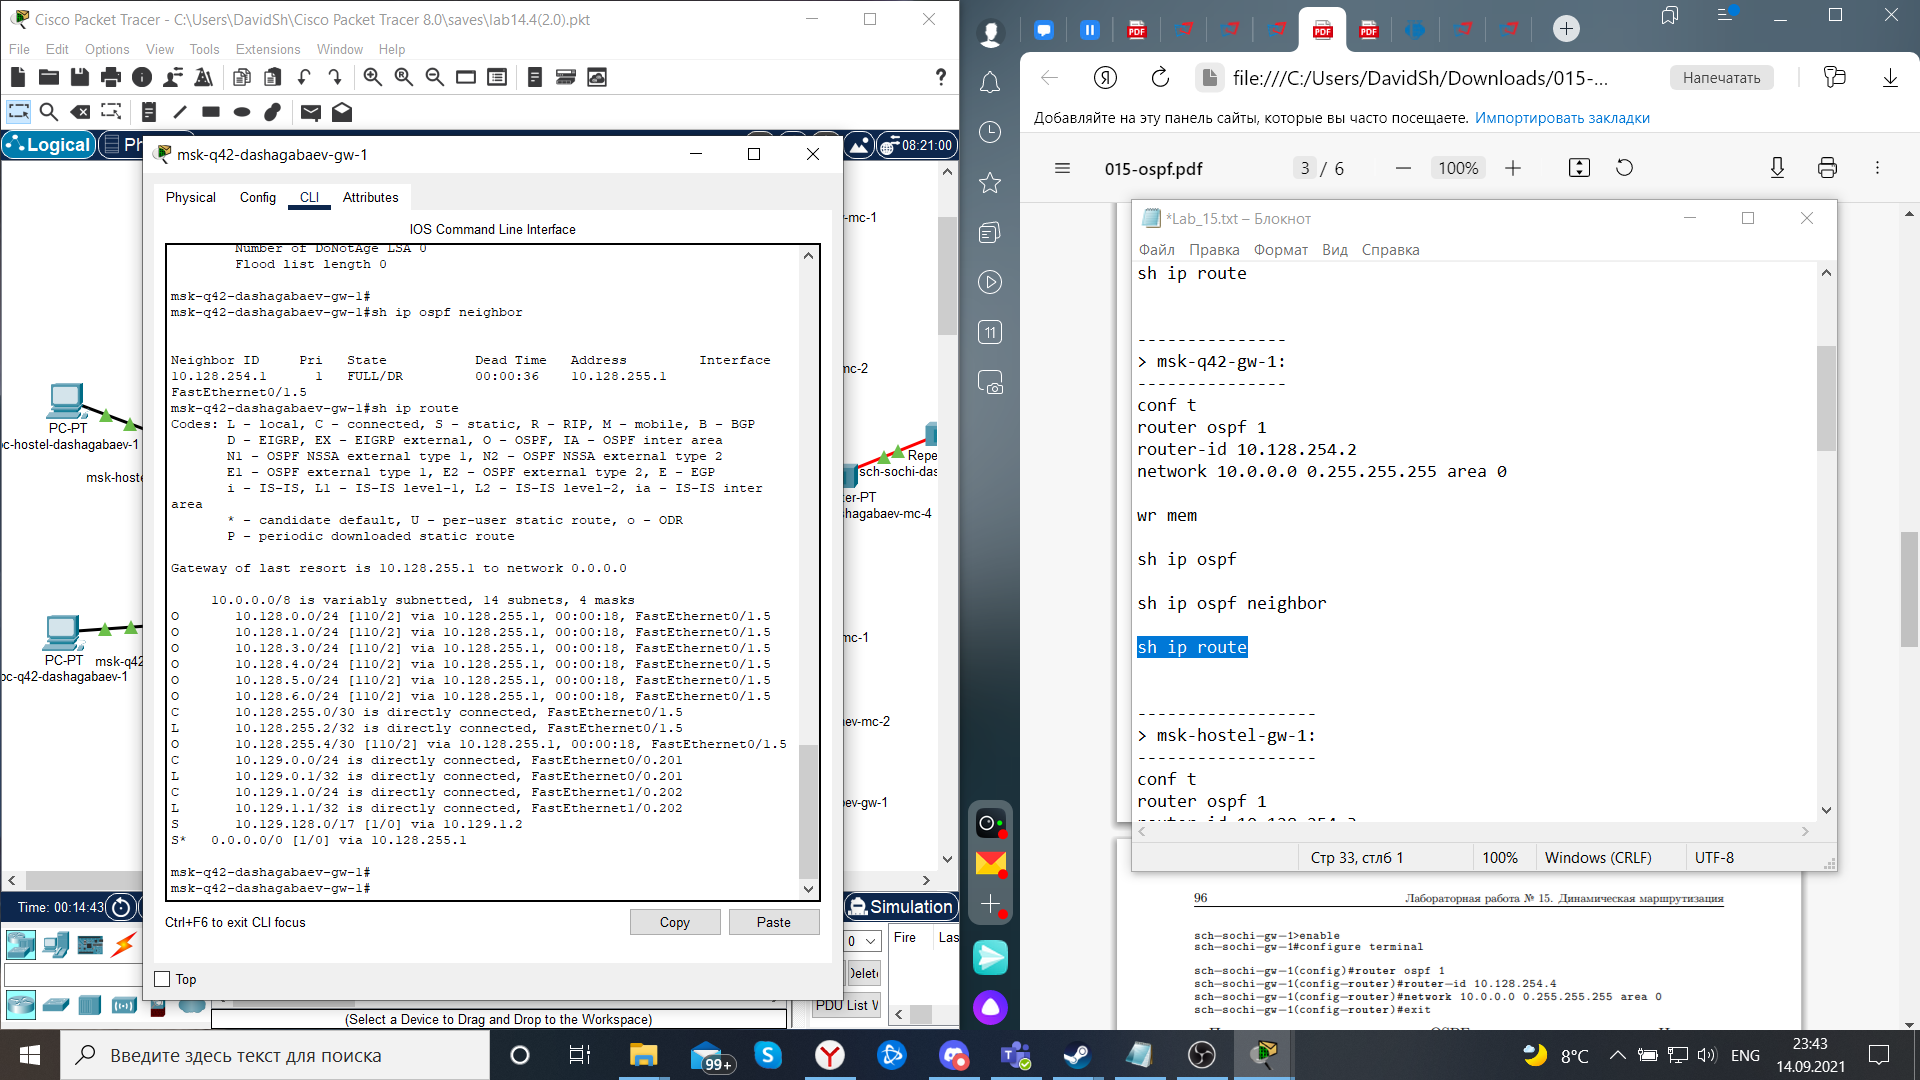 Cisco Packet Tracer - C:\Users\DavidSh\Cisco Packet Tracer 8.0\saves\lab14.4(2.0).pkt
File Edit Options View Tools Extensions Window Help
Logical
Ph
08:21:00
msk-q42-dashagabaev-gw-1
Physical Config CLI Attributes
IOS Command Line Interface
Number of DoNotAge LSA 0
Flood list length 0
msk-q42-dashagabaev-gw-1#
msk-q42-dashagabaev-gw-1#sh ip ospf neighbor
Neighbor ID Pri State Dead Time Address Interface
10.128.254.1 1 FULL/DR 00:00:36 10.128.255.1
FastEthernet0/1.5
msk-q42-dashagabaev-gw-1#sh ip route
Codes: L - local, C - connected, S - static, R - RIP, M - mobile, B - BGP
D - EIGRP, EX - EIGRP external, O - OSPF, IA - OSPF inter area
N1 - OSPF NSSA external type 1, N2 - OSPF NSSA external type 2
E1 - OSPF external type 1, E2 - OSPF external type 2, E - EGP
i - IS-IS, L1 - IS-IS level-1, L2 - IS-IS level-2, ia - IS-IS inter
area
* - candidate default, U - per-user static route, o - ODR
P - periodic downloaded static route
Gateway of last resort is 10.128.255.1 to network 0.0.0.0
10.0.0.0/8 is variably subnetted, 14 subnets, 4 masks
O 10.128.0.0/24 [110/2] via 10.128.255.1, 00:00:18, FastEthernet0/1.5
O 10.128.1.0/24 [110/2] via 10.128.255.1, 00:00:18, FastEthernet0/1.5
O 10.128.3.0/24 [110/2] via 10.128.255.1, 00:00:18, FastEthernet0/1.5
O 10.128.4.0/24 [110/2] via 10.128.255.1, 00:00:18, FastEthernet0/1.5
O 10.128.5.0/24 [110/2] via 10.128.255.1, 00:00:18, FastEthernet0/1.5
O 10.128.6.0/24 [110/2] via 10.128.255.1, 00:00:18, FastEthernet0/1.5
C 10.128.255.0/30 is directly connected, FastEthernet0/1.5
L 10.128.255.2/32 is directly connected, FastEthernet0/1.5
O 10.128.255.4/30 [110/2] via 10.128.255.1, 00:00:18, FastEthernet0/1.5
C 10.129.0.0/24 is directly connected, FastEthernet0/0.201
L 10.129.0.1/32 is directly connected, FastEthernet0/0.201
C 10.129.1.0/24 is directly connected, FastEthernet1/0.202
L 10.129.1.1/32 is directly connected, FastEthernet1/0.202
S 10.129.128.0/17 [1/0] via 10.129.1.2
S* 0.0.0.0/0 [1/0] via 10.128.255.1
msk-q42-dashagabaev-gw-1#
msk-q42-dashagabaev-gw-1#
Ctrl+F6 to exit CLI focus
Copy
Paste
Top
PC-PT
pc-hostel-dashagabaev-1
msk-host
PC-PT msk-q42
pc-q42-dashagabaev-1
-mc-1
mc-2
Repe
sch-sochi-das
ter-PT
hagabaev-mc-4
mc-1
ev-mc-2
ev-gw-1
Time: 00:14:43
Simulation
0
Fire Las
Delet
PDU List W
(Select a Device to Drag and Drop to the Workspace)
11
file:///C:/Users/DavidSh/Downloads/015-...
Напечатать
Добавляйте на эту панель сайты, которые вы часто посещаете. Импортировать закладки
015-ospf.pdf
3 / 6
100%
*Lab_15.txt – Блокнот
Файл Правка Формат Вид Справка
sh ip route
---------------
> msk-q42-gw-1:
---------------
conf t
router ospf 1
router-id 10.128.254.2
network 10.0.0.0 0.255.255.255 area 0
wr mem
sh ip ospf
sh ip ospf neighbor
sh ip route
------------------
> msk-hostel-gw-1:
------------------
conf t
router ospf 1
router-id 10.128.254.3
Стр 33, стлб 1 100% Windows (CRLF) UTF-8
96 Лабораторная работа № 15. Динамическая маршрутизация
sch-sochi-gw-1>enable
sch-sochi-gw-1#configure terminal
sch-sochi-gw-1(config)#router ospf 1
sch-sochi-gw-1(config-router)#router-id 10.128.254.4
sch-sochi-gw-1(config-router)#network 10.0.0.0 0.255.255.255 area 0
sch-sochi-gw-1(config-router)#exit
Введите здесь текст для поиска
99+
8°C
ENG
23:43
14.09.2021